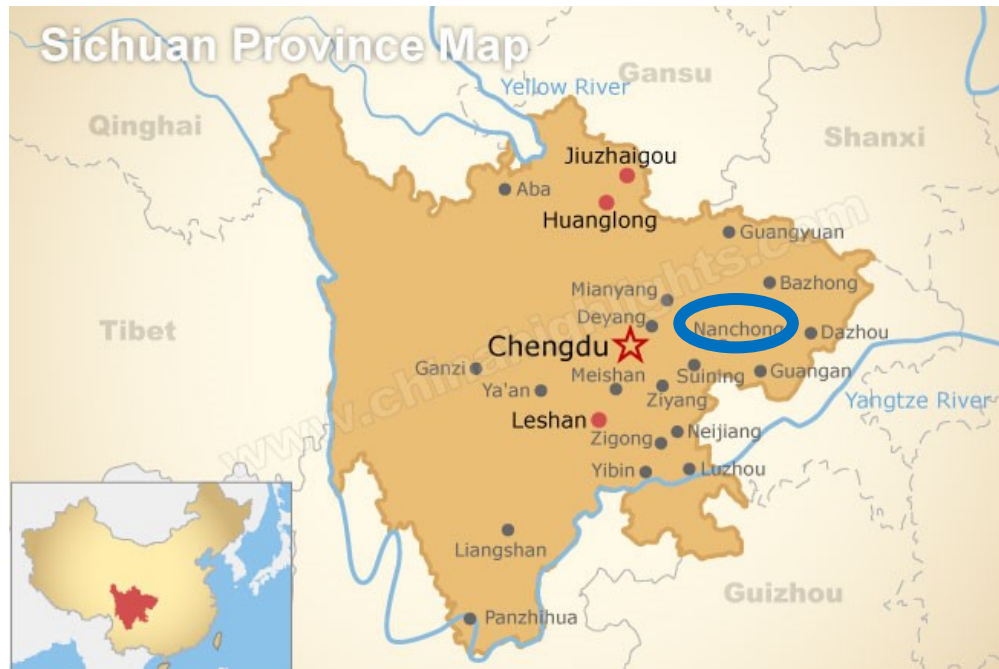 Sichuan Province Map
Gansu
Yellow River
Qinghai
Shanxi
Jiuzhaigou
Aba
Huanglong
Guangyuan
Bazhong
Mianyang
Deyang
Nanchong
Dazhou
Tibet
Chengdu
Ganzi
Meishan
Suining
Guangan
Ya'an
Ziyang
Yangtze River
Leshan
Zigong
Neijiang
Yibin
Luzhou
Liangshan
Guizhou
Panzhihua
www.chinahighlights.com